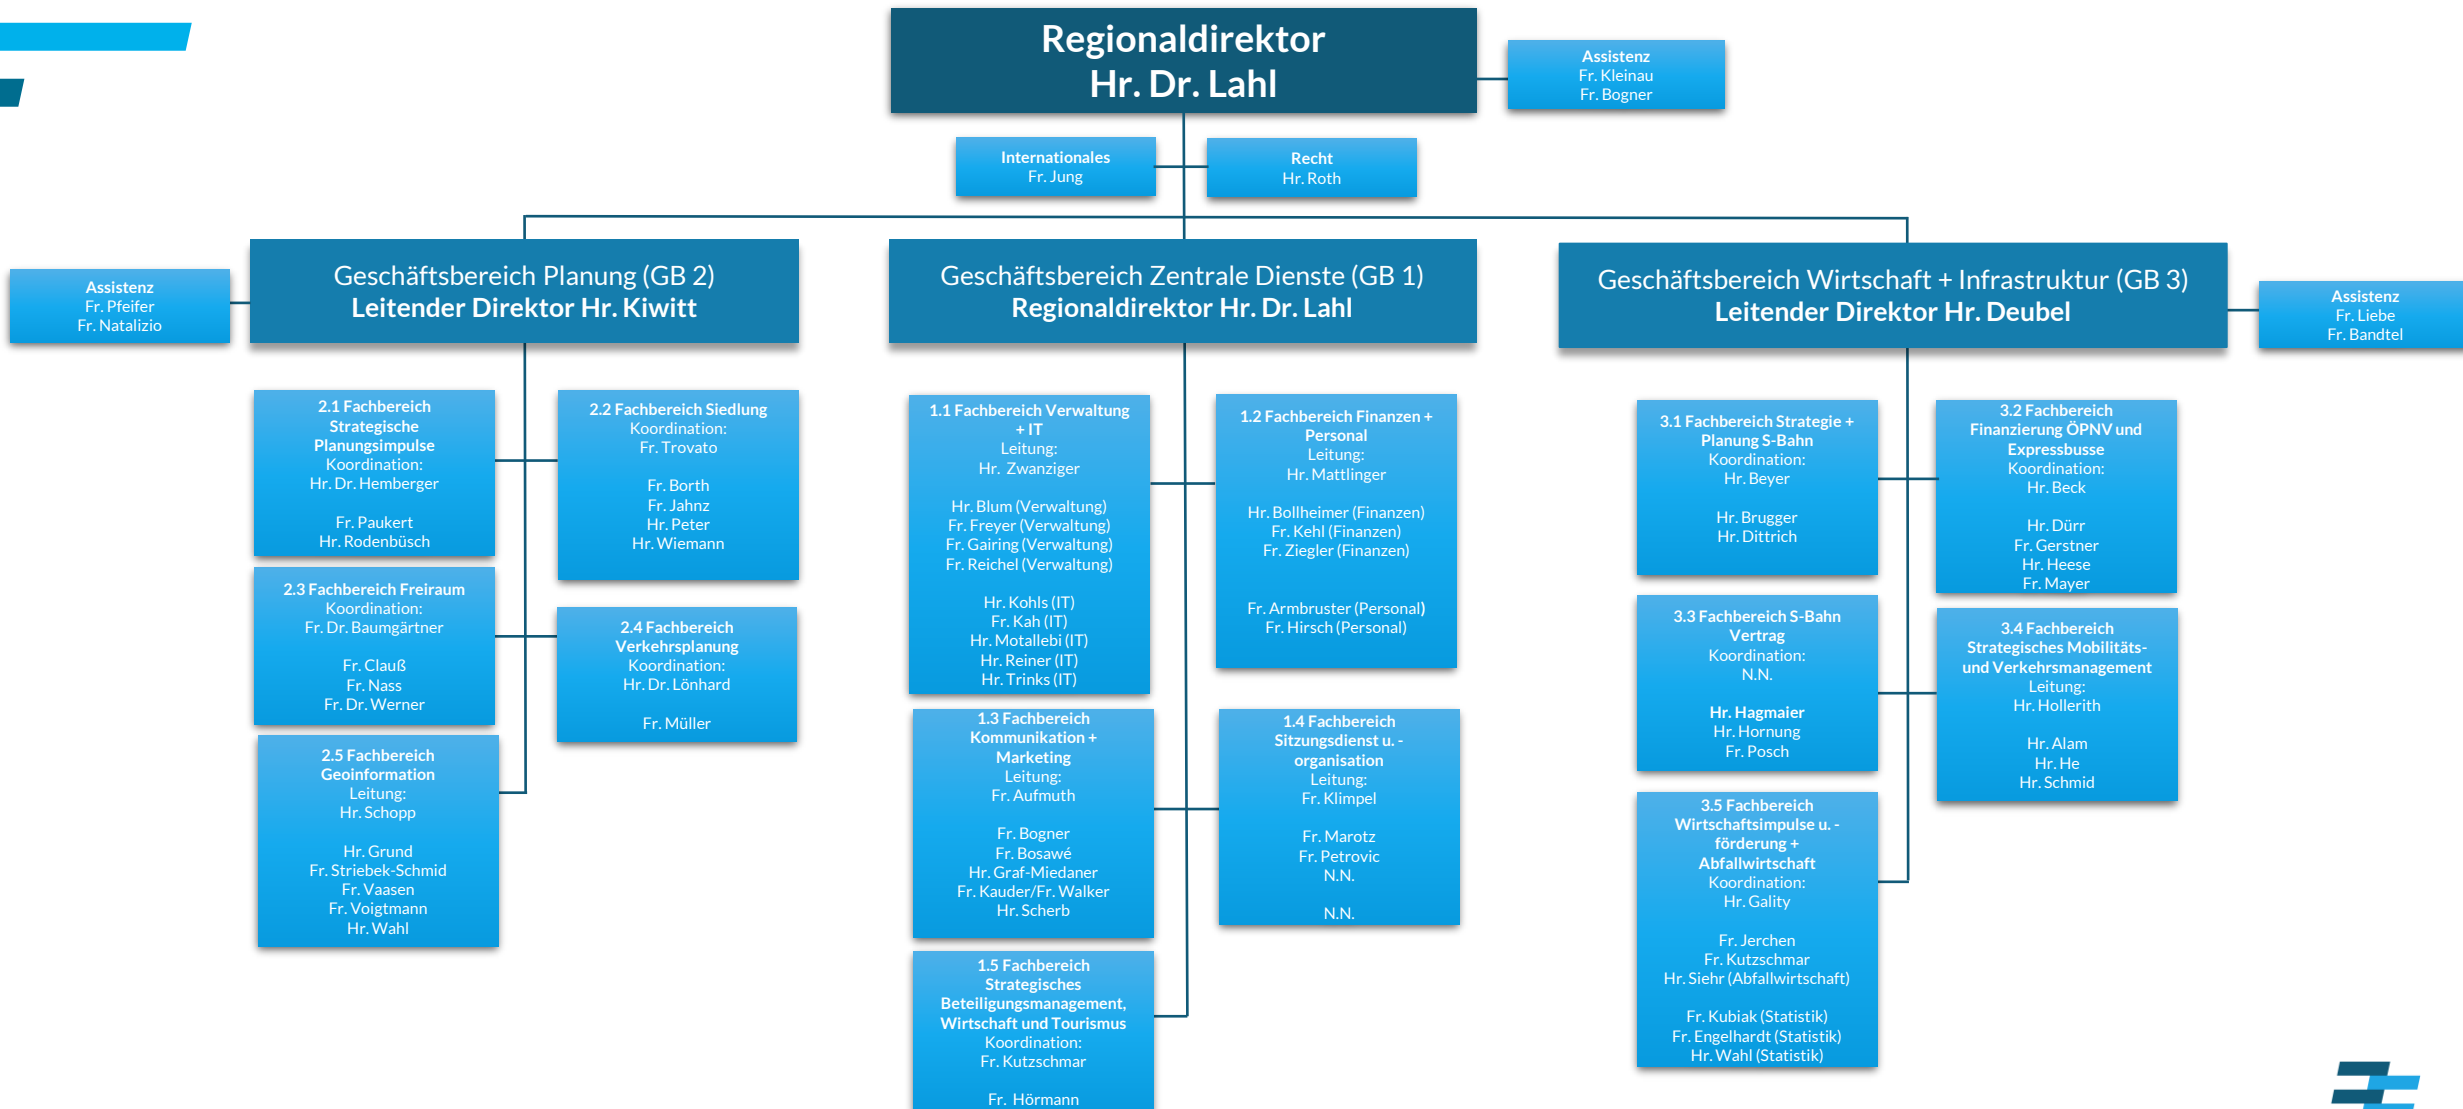 Regionaldirektor
Hr. Dr. Lahl
Assistenz
Fr. Kleinau
Fr. Bogner
Internationales
Fr. Jung
Recht
Hr. Roth
Assistenz
Fr. Pfeifer
Fr. Natalizio
Geschäftsbereich Planung (GB 2)
Leitender Direktor Hr. Kiwitt
Geschäftsbereich Zentrale Dienste (GB 1)
Regionaldirektor Hr. Dr. Lahl
Geschäftsbereich Wirtschaft + Infrastruktur (GB 3)
Leitender Direktor Hr. Deubel
Assistenz
Fr. Liebe
Fr. Bandtel
2.1 Fachbereich
Strategische
Planungsimpulse
Koordination:
Hr. Dr. Hemberger
Fr. Paukert
Hr. Rodenbüsch
2.2 Fachbereich Siedlung
Koordination:
Fr. Trovato
Fr. Borth
Fr. Jahnz
Hr. Peter
Hr. Wiemann
2.3 Fachbereich Freiraum
Koordination:
Fr. Dr. Baumgärtner
Fr. Clauß
Fr. Nass
Fr. Dr. Werner
2.4 Fachbereich
Verkehrsplanung
Koordination:
Hr. Dr. Lönhard
Fr. Müller
2.5 Fachbereich
Geoinformation
Leitung:
Hr. Schopp
Hr. Grund
Fr. Striebek-Schmid
Fr. Vaasen
Fr. Voigtmann
Hr. Wahl
1.1 Fachbereich Verwaltung
+ IT
Leitung:
Hr. Zwanziger
Hr. Blum (Verwaltung)
Fr. Freyer (Verwaltung)
Fr. Gairing (Verwaltung)
Fr. Reichel (Verwaltung)
Hr. Kohls (IT)
Fr. Kah (IT)
Hr. Motallebi (IT)
Hr. Reiner (IT)
Hr. Trinks (IT)
1.2 Fachbereich Finanzen +
Personal
Leitung:
Hr. Mattlinger
Hr. Bollheimer (Finanzen)
Fr. Kehl (Finanzen)
Fr. Ziegler (Finanzen)
Fr. Armbruster (Personal)
Fr. Hirsch (Personal)
1.3 Fachbereich
Kommunikation +
Marketing
Leitung:
Fr. Aufmuth
Fr. Bogner
Fr. Bosawé
Hr. Graf-Miedaner
Fr. Kauder/Fr. Walker
Hr. Scherb
1.4 Fachbereich
Sitzungsdienst u. -
organisation
Leitung:
Fr. Klimpel
Fr. Marotz
Fr. Petrovic
N.N.
N.N.
1.5 Fachbereich
Strategisches
Beteiligungsmanagement,
Wirtschaft und Tourismus
Koordination:
Fr. Kutzschmar
Fr. Hörmann
3.1 Fachbereich Strategie +
Planung S-Bahn
Koordination:
Hr. Beyer
Hr. Brugger
Hr. Dittrich
3.2 Fachbereich
Finanzierung ÖPNV und
Expressbusse
Koordination:
Hr. Beck
Hr. Dürr
Fr. Gerstner
Hr. Heese
Fr. Mayer
3.3 Fachbereich S-Bahn
Vertrag
Koordination:
N.N.
Hr. Hagmaier
Hr. Hornung
Fr. Posch
3.4 Fachbereich
Strategisches Mobilitäts-
und Verkehrsmanagement
Leitung:
Hr. Hollerith
Hr. Alam
Hr. He
Hr. Schmid
3.5 Fachbereich
Wirtschaftsimpulse u. -
förderung +
Abfallwirtschaft
Koordination:
Hr. Gality
Fr. Jerchen
Fr. Kutzschmar
Hr. Siehr (Abfallwirtschaft)
Fr. Kubiak (Statistik)
Fr. Engelhardt (Statistik)
Hr. Wahl (Statistik)